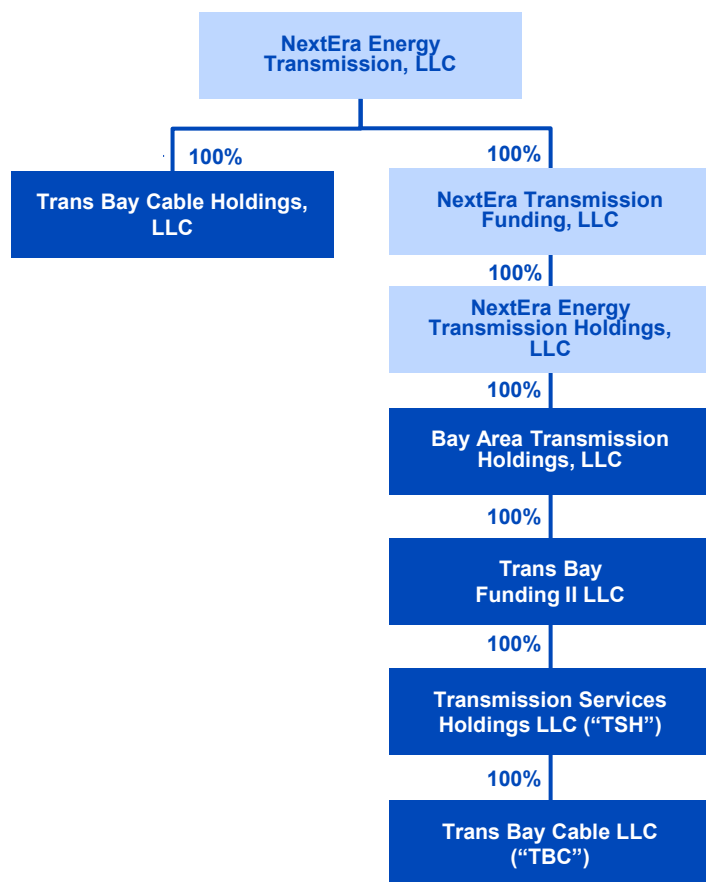 NextEra Energy
Transmission, LLC
100%
100%
Trans Bay Cable Holdings,
LLC
NextEra Transmission
Funding, LLC
100%
NextEra Energy
Transmission Holdings,
LLC
100%
Bay Area Transmission
Holdings, LLC
100%
Trans Bay
Funding II LLC
100%
Transmission Services
Holdings LLC (“TSH”)
100%
Trans Bay Cable LLC
(“TBC”)